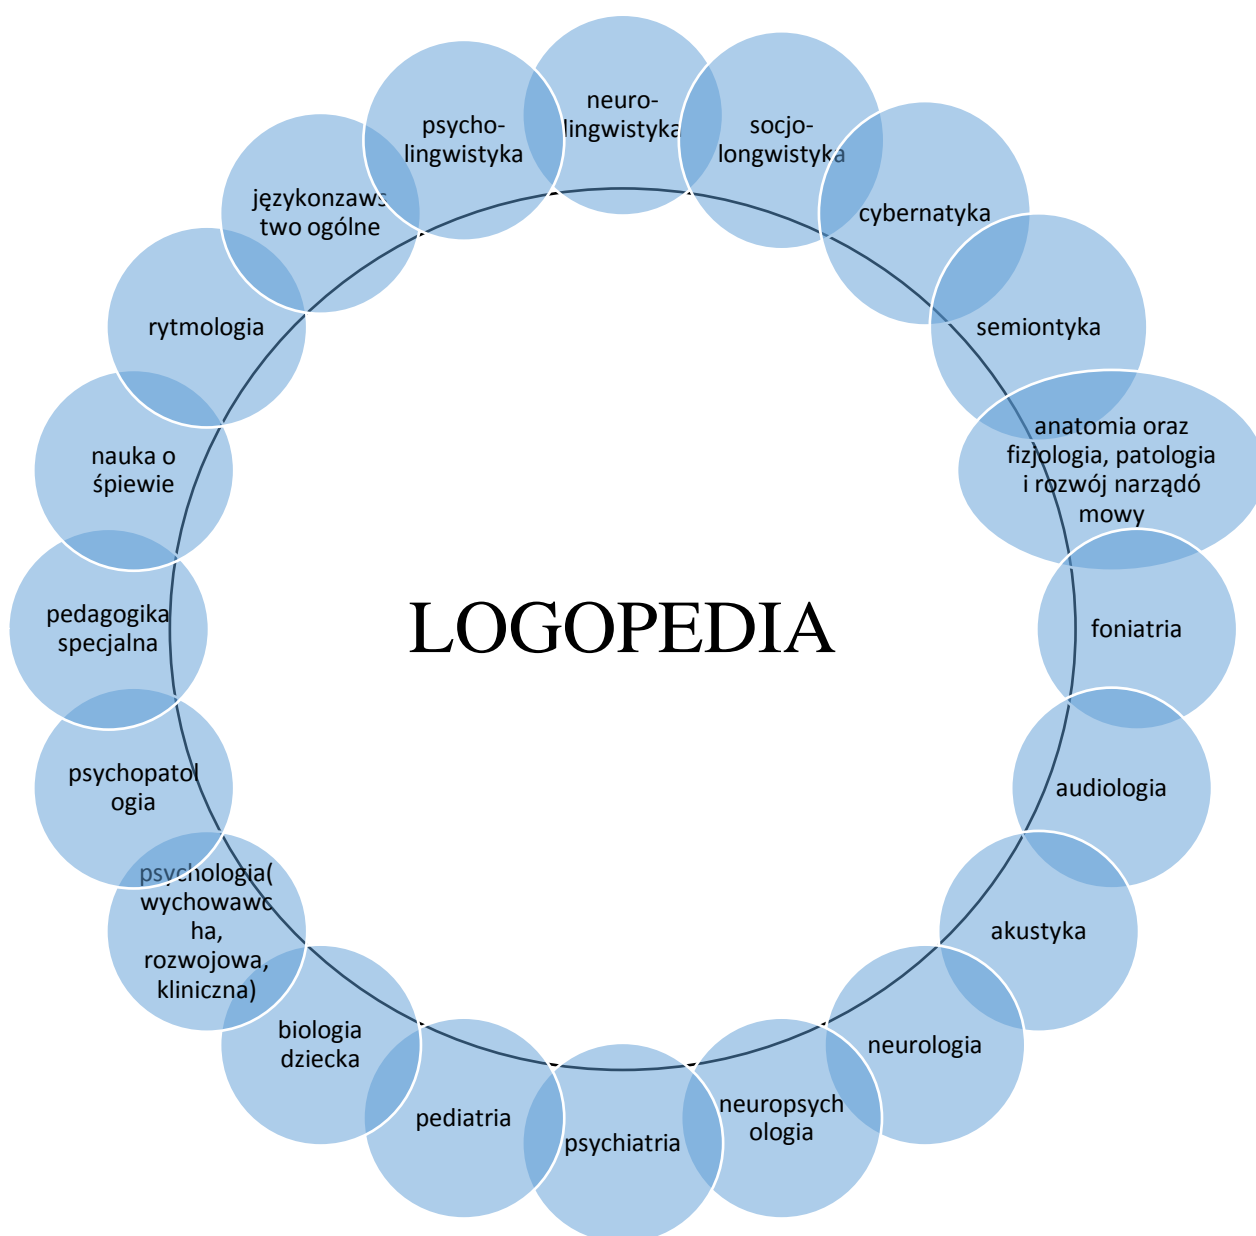 neuro-
lingwistyka
socjo-
longwistyka
cybernatyka
semiontyka
anatomia oraz
fizjologia, patologia
i rozwój narządó
mowy
foniatria
audiologia
akustyka
neurologia
neuropsych
ologia
psychiatria
pediatria
biologia
dziecka
psychologia(
wychowawc
ha,
rozwojowa,
kliniczna)
psychopatol
ogia
pedagogika
specjalna
nauka o
śpiewie
rytmologia
językonzaws
two ogólne
psycho-
lingwistyka
LOGOPEDIA